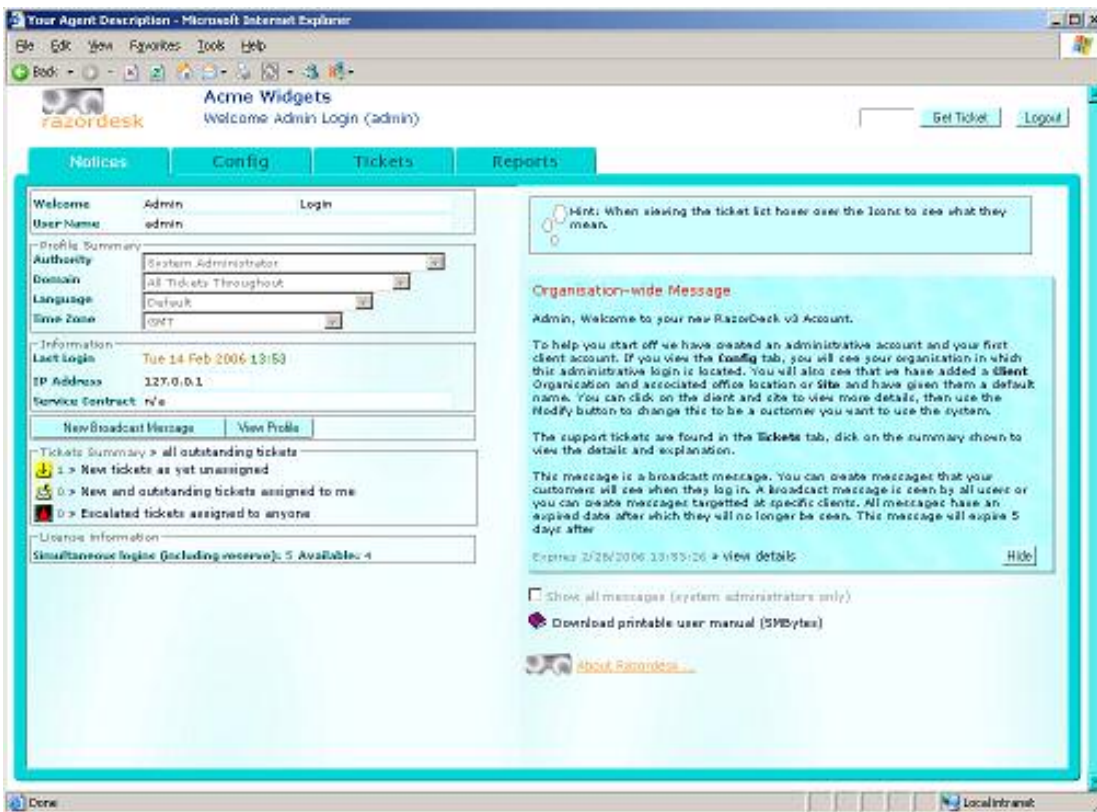 Your Agent Description - Microsoft Internet Explorer
File Edit View Favorites Tools Help
Back
razordesk
Acme Widgets
Welcome Admin Login (admin)
Get Ticket Logout
Notices Config Tickets Reports
Welcome Admin Login
User Name admin
Profile Summary
Authority System Administrator
Domain All Tickets Throughout
Language Default
Time Zone GMT
Information
Last Login Tue 14 Feb 2006 13:53
IP Address 127.0.0.1
Service Contract n/a
New Broadcast Message View Profile
Tickets Summary » all outstanding tickets
1 » New tickets as yet unassigned
0 » New and outstanding tickets assigned to me
0 » Escalated tickets assigned to anyone
License Information
Simultaneous logins (including reserve): 5 Available: 4
Hint: When viewing the ticket list hover over the Icons to see what they
mean.
Organisation-wide Message
Admin, Welcome to your new RazorDesk v3 Account.
To help you start off we have created an administrative account and your first
client account. If you view the Config tab, you will see your organisation in which
this administrative login is located. You will also see that we have added a Client
Organisation and associated office location or Site and have given them a default
name. You can click on the client and site to view more details, then use the
Modify button to change this to be a customer you want to use the system.
The support tickets are found in the Tickets tab, click on the summary shown to
view the details and explanation.
This message is a broadcast message. You can create messages that your
customers will see when they log in. A broadcast message is seen by all users or
you can create messages targetted at specific clients. All messages have an
expired date after which they will no longer be seen. This message will expire 5
days after
Expires 2/28/2006 13:53:26 » view details Hide
Show all messages (system administrators only)
Download printable user manual (5MBytes)
About Razordesk ...
Done Local intranet